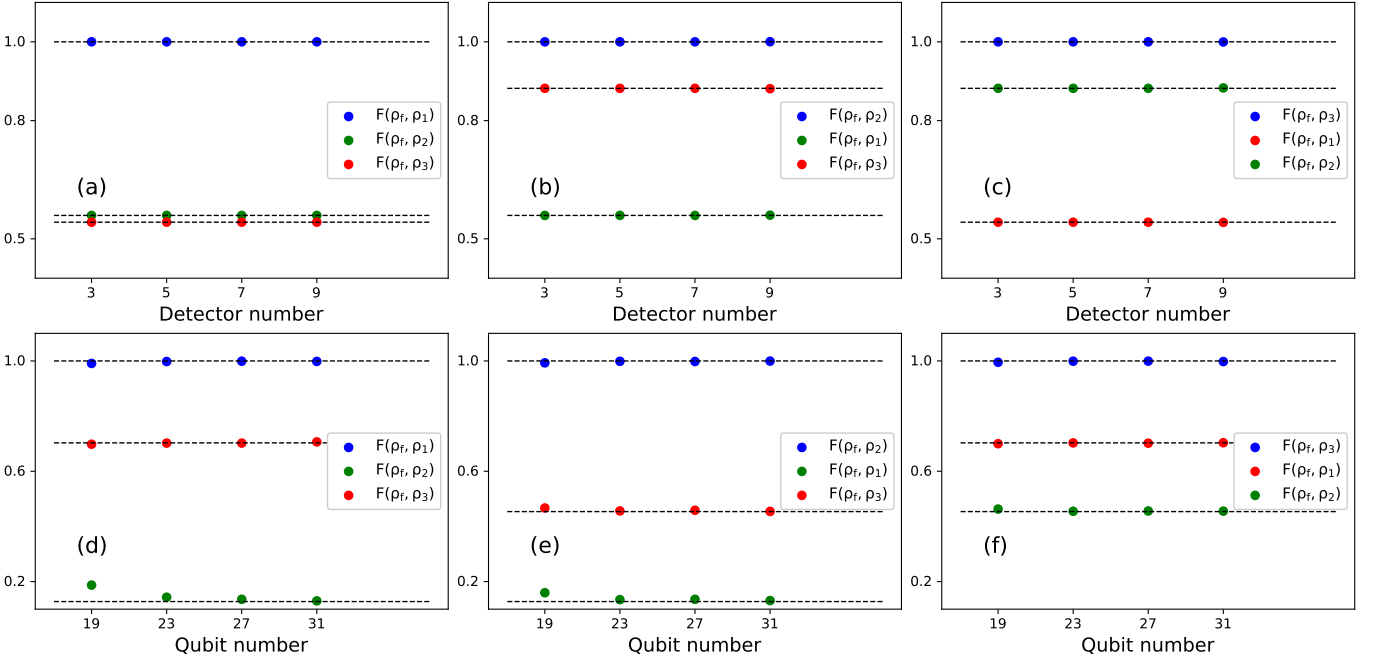 1.0
0.8
0.5
F(ρf, ρ1)
F(ρf, ρ2)
F(ρf, ρ3)
(a)
3 5 7 9
Detector number
1.0
0.8
0.5
F(ρf, ρ2)
F(ρf, ρ1)
F(ρf, ρ3)
(b)
3 5 7 9
Detector number
1.0
0.8
0.5
F(ρf, ρ3)
F(ρf, ρ1)
F(ρf, ρ2)
(c)
3 5 7 9
Detector number
1.0
0.6
0.2
F(ρf, ρ1)
F(ρf, ρ2)
F(ρf, ρ3)
(d)
19 23 27 31
Qubit number
1.0
0.6
0.2
F(ρf, ρ2)
F(ρf, ρ1)
F(ρf, ρ3)
(e)
19 23 27 31
Qubit number
1.0
0.6
0.2
F(ρf, ρ3)
F(ρf, ρ1)
F(ρf, ρ2)
(f)
19 23 27 31
Qubit number